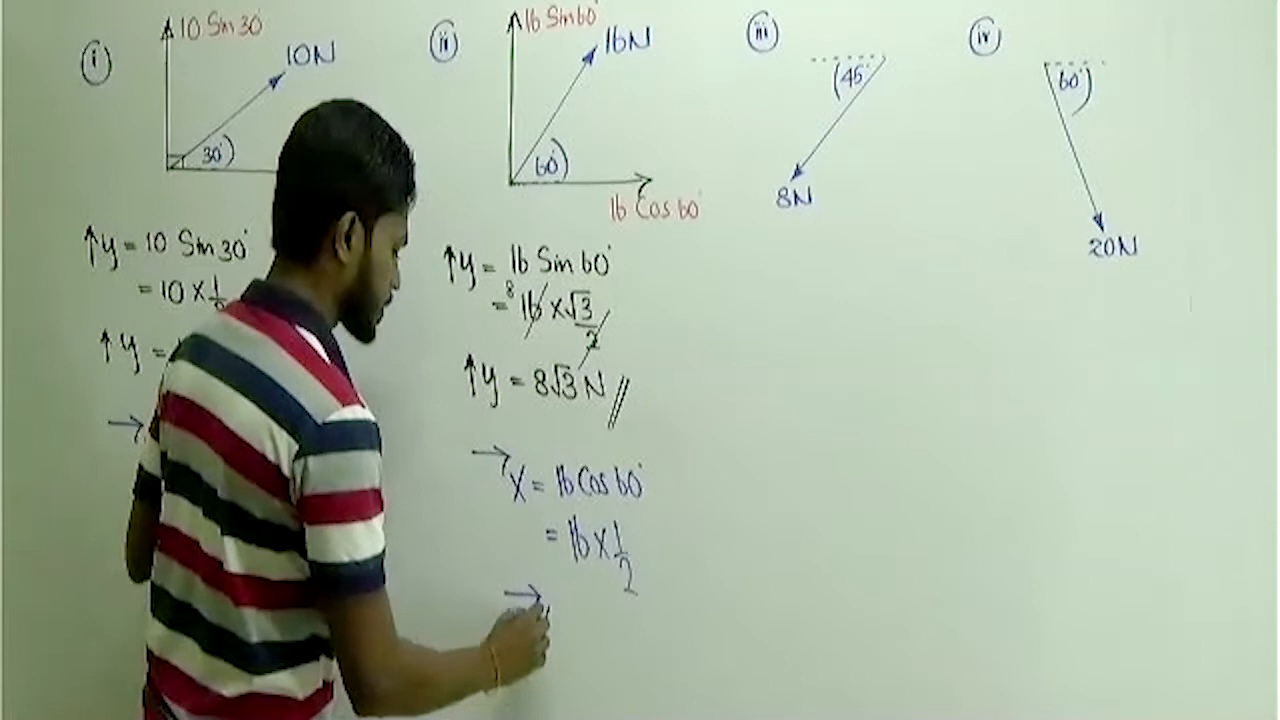 i
10 Sin 30°
10N
30°
↑y = 10 Sin 30°
= 10 ×
↑y =
→
ii
16 Sin 60°
16N
60°
16 Cos 60°
↑y = 16 Sin 60°
= 16 × √3/2
8
↑y = 8√3 N
→
X = 16 Cos 60°
= 16 × 1/2
→
iii
45°
8N
iv
60°
20N